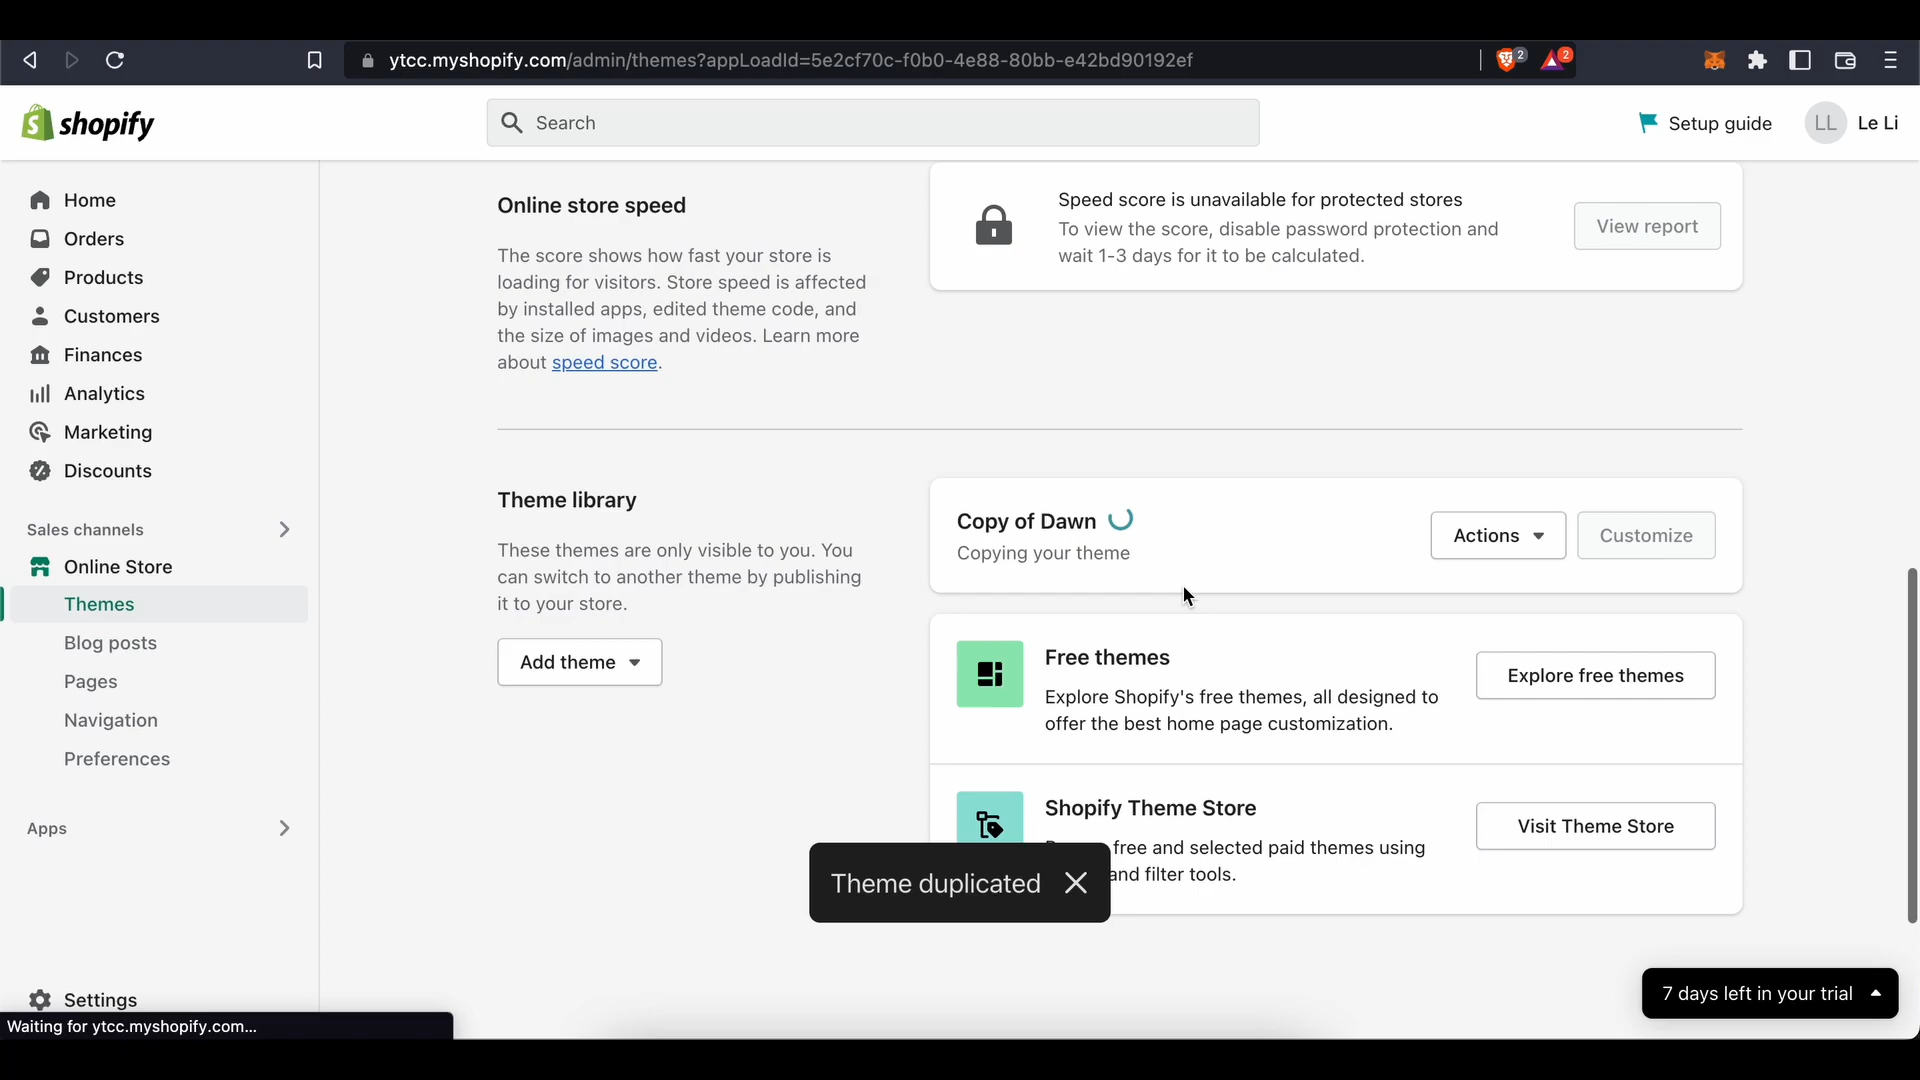 ytcc.myshopify.com/admin/themes?appLoadId=5e2cf70c-f0b0-4e88-80bb-e42bd90192ef
2
2
shopify
Search
Setup guide
LL
Le Li
Home
Orders
Products
Customers
Finances
Analytics
Marketing
Discounts
Sales channels
Online Store
Themes
Blog posts
Pages
Navigation
Preferences
Apps
Settings
Waiting for ytcc.myshopify.com...
Online store speed
The score shows how fast your store is
loading for visitors. Store speed is affected
by installed apps, edited theme code, and
the size of images and videos. Learn more
about speed score.
Speed score is unavailable for protected stores
To view the score, disable password protection and
wait 1-3 days for it to be calculated.
View report
Theme library
These themes are only visible to you. You
can switch to another theme by publishing
it to your store.
Add theme
Copy of Dawn
Copying your theme
Actions
Customize
Free themes
Explore Shopify's free themes, all designed to
offer the best home page customization.
Explore free themes
Shopify Theme Store
free and selected paid themes using
and filter tools.
Visit Theme Store
Theme duplicated
7 days left in your trial